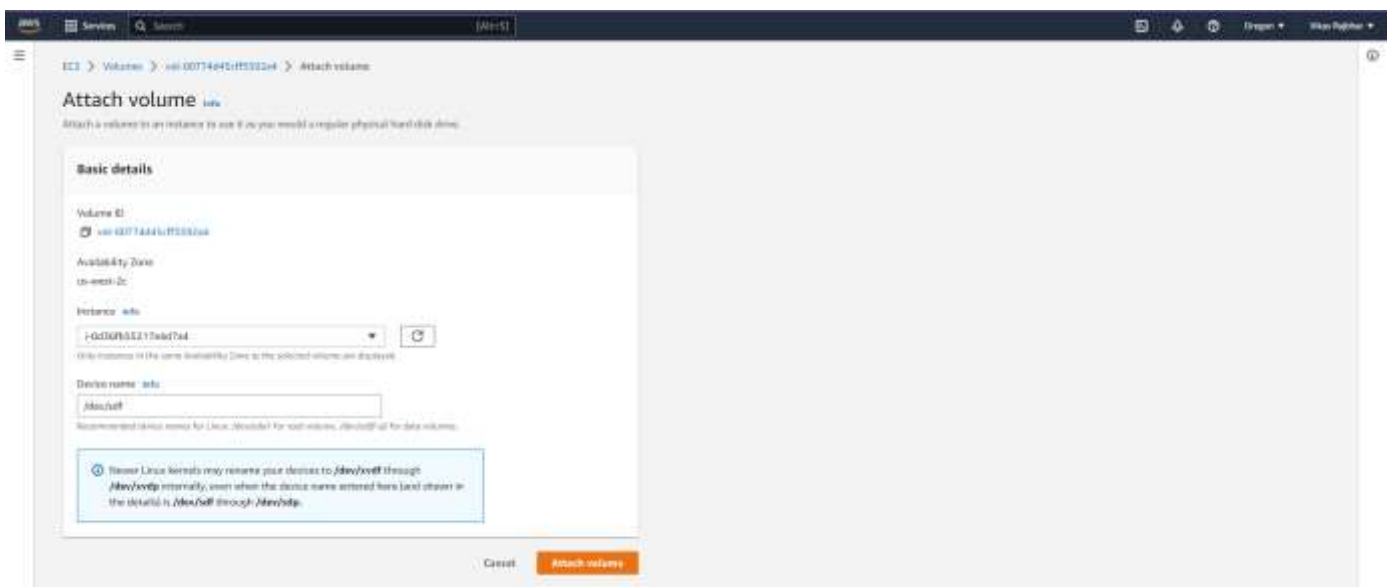 aws Services Search [Alt+S] Oregon
EC2 > Volumes > > Attach volume
Attach volume Info
Attach a volume to an instance to use it as you would a regular physical hard disk drive.
Basic details
Volume ID
Availability Zone
us-west-2c
Instance Info
Only instances in the same Availability Zone as the selected volume are displayed.
Device name Info
/dev/sdf
Recommended device names for Linux: for root volume, for data volumes.
Newer Linux kernels may rename your devices to /dev/xvdf through
/dev/xvdp internally, even when the device name entered here (and shown in
the details) is /dev/sdf through /dev/sdp.
Cancel Attach volume